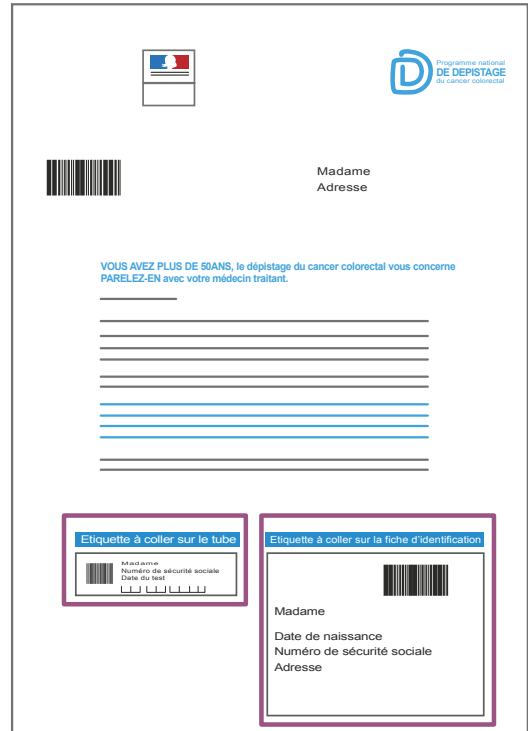 Programme national
DE DEPISTAGE
du cancer colorectal
Madame
Adresse
VOUS AVEZ PLUS DE 50ANS, le dépistage du cancer colorectal vous concerne
PARELEZ-EN avec votre médecin traitant.
Etiquette à coller sur le tube
Madame
Numéro de sécurité sociale
Date du test
Etiquette à coller sur la fiche d'identification
Madame
Date de naissance
Numéro de sécurité sociale
Adresse